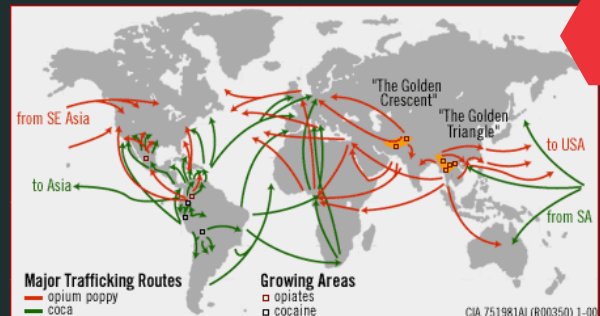 "The Golden
Crescent"
"The Golden
Triangle"
from SE Asia
to USA
to Asia
from SA
Major Trafficking Routes
opium poppy
coca
Growing Areas
opiates
cocaine
CIA 751981AI (R00350) 1-00